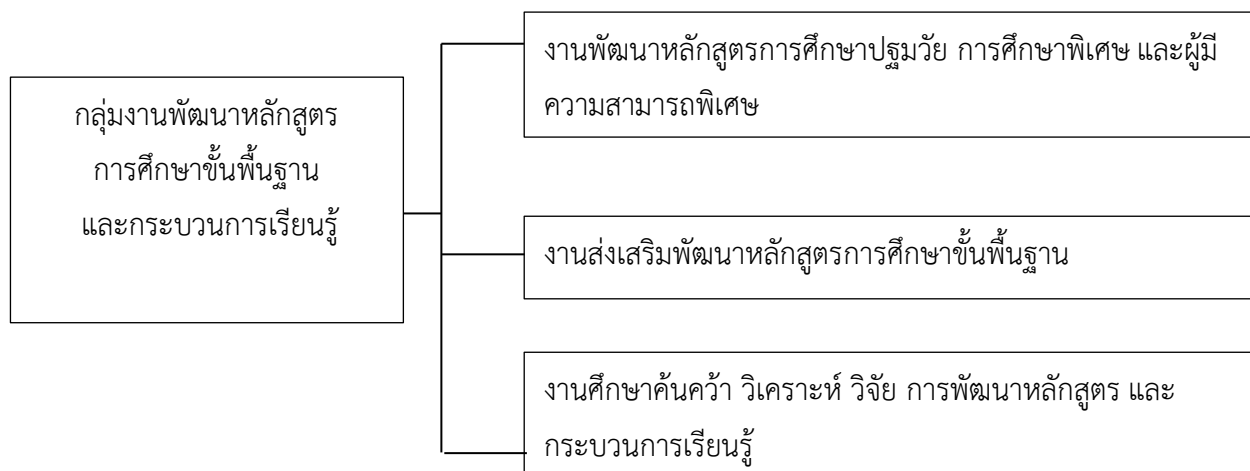 กลุ่มงานพัฒนาหลักสูตร
การศึกษาขั้นพื้นฐาน
และกระบวนการเรียนรู้
งานพัฒนาหลักสูตรการศึกษาปฐมวัย การศึกษาพิเศษ และผู้มี
ความสามารถพิเศษ
งานส่งเสริมพัฒนาหลักสูตรการศึกษาขั้นพื้นฐาน
งานศึกษาค้นคว้า วิเคราะห์ วิจัย การพัฒนาหลักสูตร และ
กระบวนการเรียนรู้